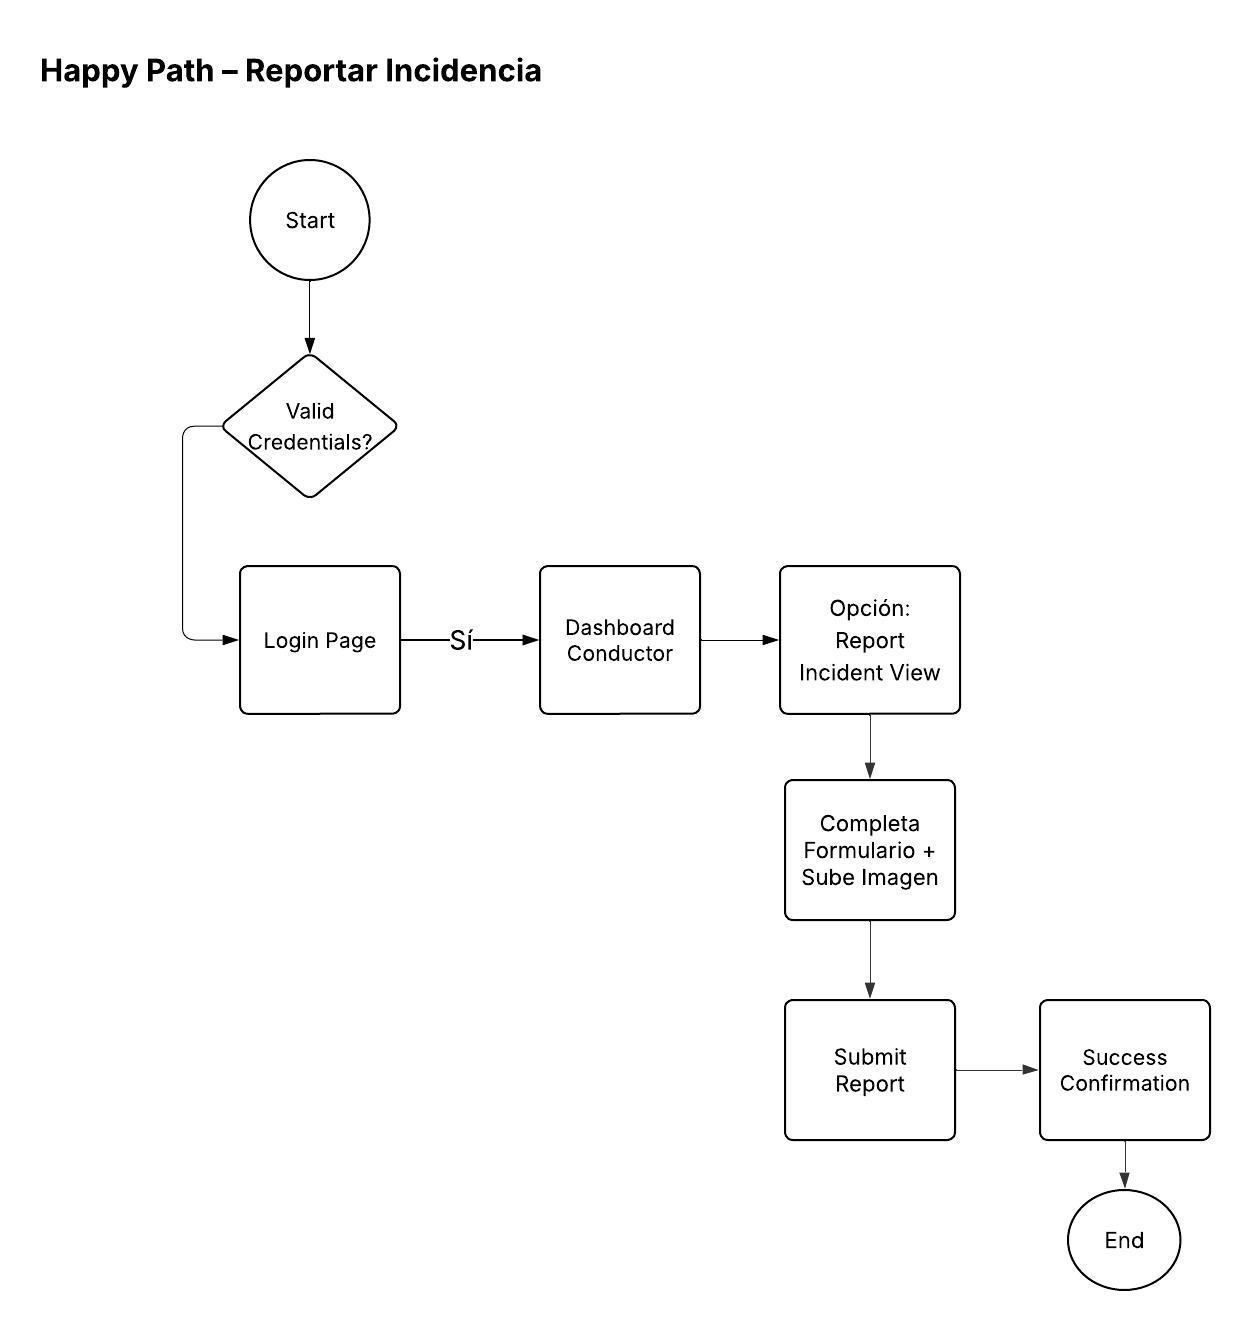 Happy Path – Reportar Incidencia
Start
Valid
Credentials?
Login Page
Sí
Dashboard
Conductor
Opción:
Report
Incident View
Completa
Formulario +
Sube Imagen
Submit
Report
Success
Confirmation
End